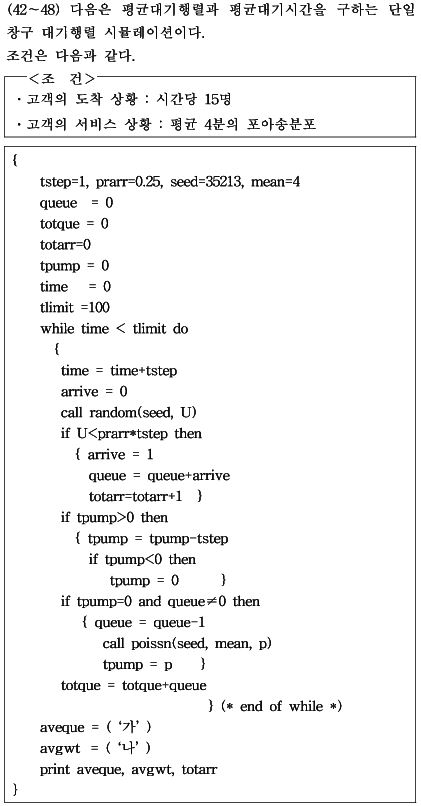 (42~48) 다음은 평균대기행렬과 평균대기시간을 구하는 단일
창구 대기행렬 시뮬레이션이다.
조건은 다음과 같다.
<조 건>
· 고객의 도착 상황 : 시간당 15명
· 고객의 서비스 상황 : 평균 4분의 포아송분포
{
tstep=1, prarr=0.25, seed=35213, mean=4
queue = 0
totque = 0
totarr=0
tpump = 0
time = 0
tlimit =100
while time < tlimit do
{
time = time+tstep
arrive = 0
call random(seed, U)
if U<prarr*tstep then
{ arrive = 1
queue = queue+arrive
totarr=totarr+1 }
if tpump>0 then
{ tpump = tpump-tstep
if tpump<0 then
tpump = 0 }
if tpump=0 and queue≠0 then
{ queue = queue-1
call poissn(seed, mean, p)
tpump = p }
totque = totque+queue
} (* end of while *)
aveque = ( ‘가’ )
avgwt = ( ‘나’ )
print aveque, avgwt, totarr
}